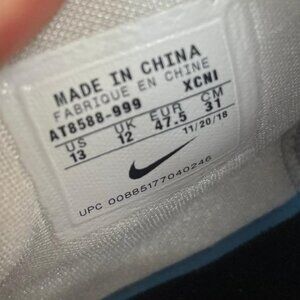 MADE IN CHINA
FABRIQUE EN CHINE
AT8588-999 XCNI
US UK EUR CM
13 12 47.5 31
11/20/18
UPC 00885177040246